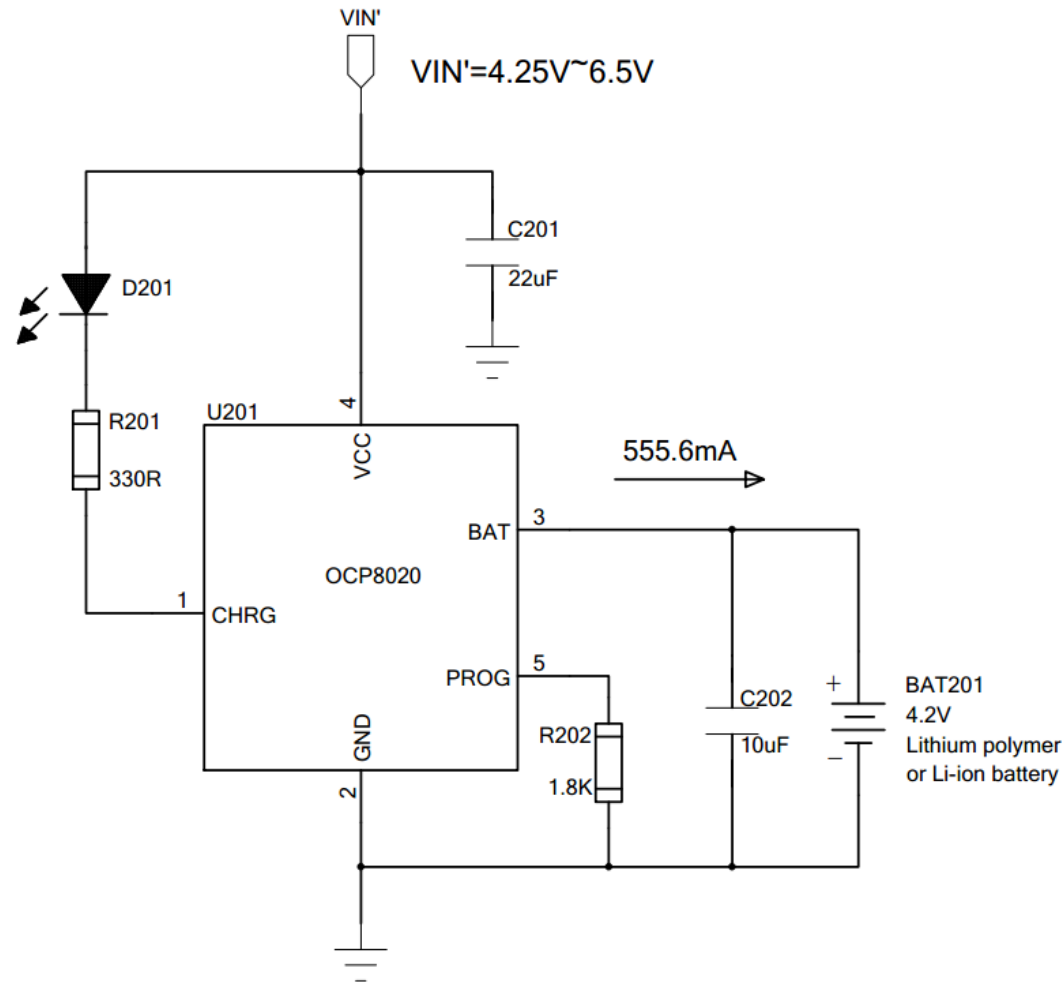 VIN'
VIN'=4.25V~6.5V
C201
22uF
D201
R201
330R
U201
4
VCC
555.6mA
BAT
3
OCP8020
1
CHRG
PROG
5
GND
2
R202
1.8K
C202
10uF
+
−
BAT201
4.2V
Lithium polymer
or Li-ion battery